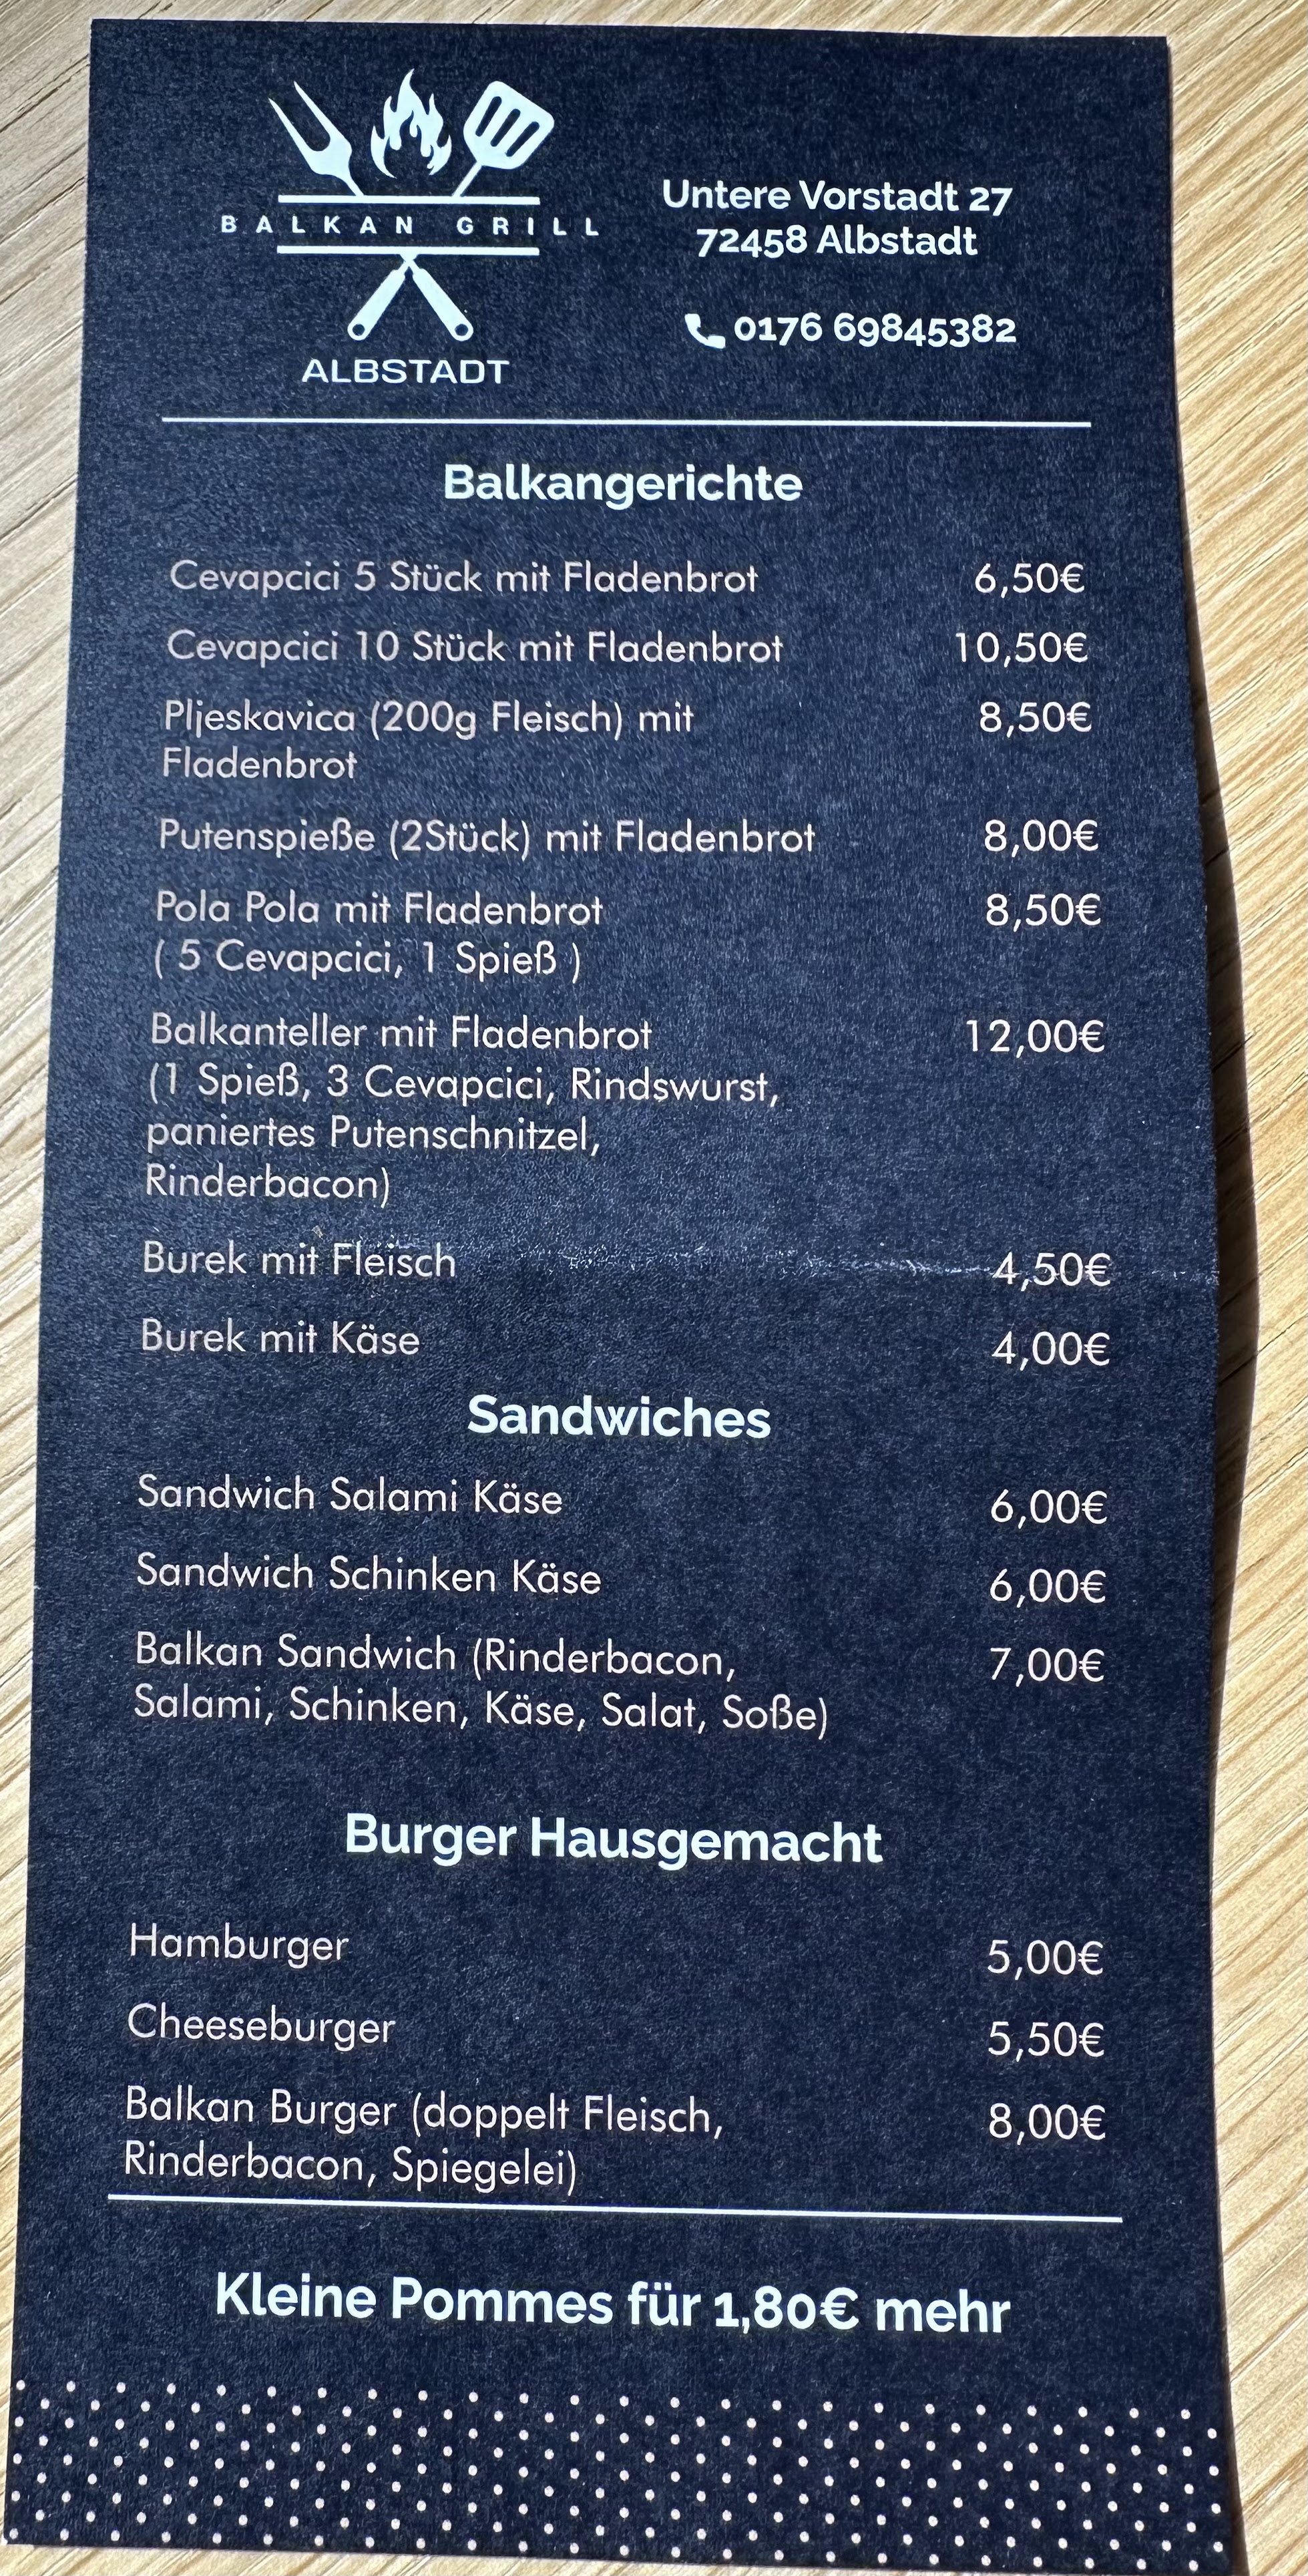 BALKAN GRILL
ALBSTADT
Untere Vorstadt 27
72458 Albstadt
0176 69845382
Balkangerichte
Cevapcici 5 Stück mit Fladenbrot 6,50€
Cevapcici 10 Stück mit Fladenbrot 10,50€
Pljeskavica (200g Fleisch) mit 8,50€
Fladenbrot
Putenspieße (2Stück) mit Fladenbrot 8,00€
Pola Pola mit Fladenbrot 8,50€
( 5 Cevapcici, 1 Spieß )
Balkanteller mit Fladenbrot 12,00€
(1 Spieß, 3 Cevapcici, Rindswurst,
paniertes Putenschnitzel,
Rinderbacon)
Burek mit Fleisch 4,50€
Burek mit Käse 4,00€
Sandwiches
Sandwich Salami Käse 6,00€
Sandwich Schinken Käse 6,00€
Balkan Sandwich (Rinderbacon, 7,00€
Salami, Schinken, Käse, Salat, Soße)
Burger Hausgemacht
Hamburger 5,00€
Cheeseburger 5,50€
Balkan Burger (doppelt Fleisch, 8,00€
Rinderbacon, Spiegelei)
Kleine Pommes für 1,80€ mehr